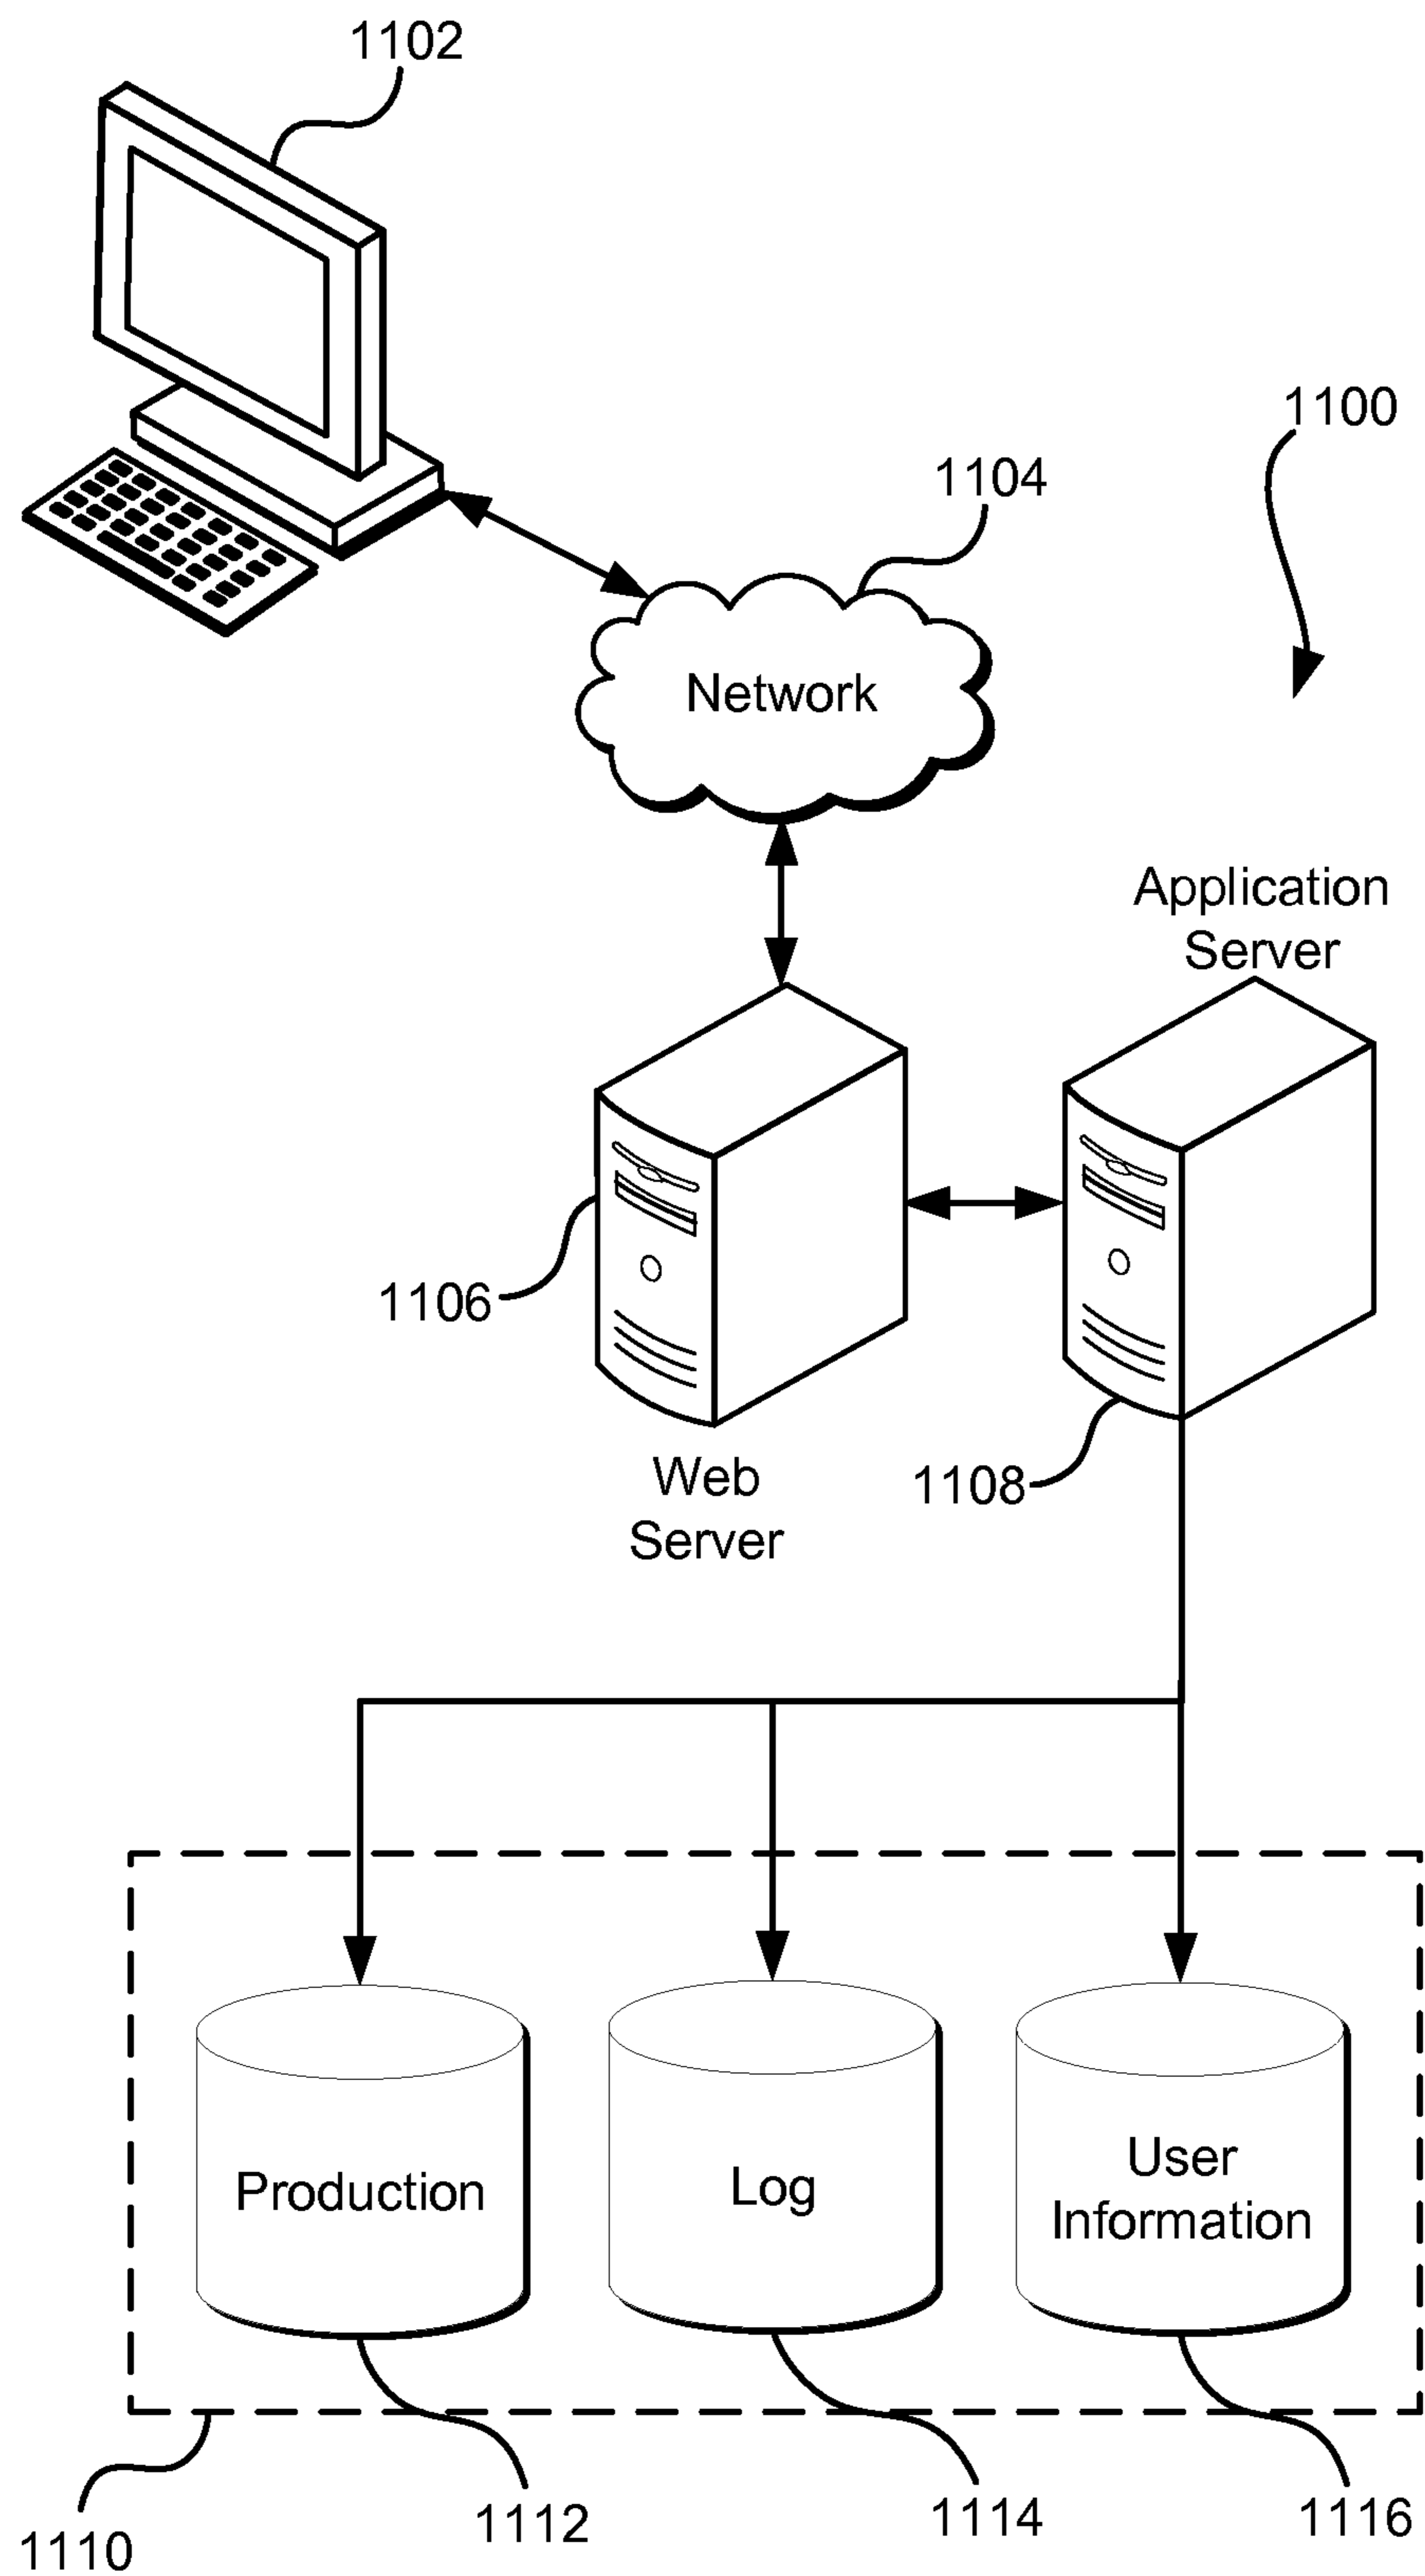 1102
1100
1104
Network
Application
Server
1106
1108
Web
Server
Production
Log
User
Information
1110
1112
1114
1116